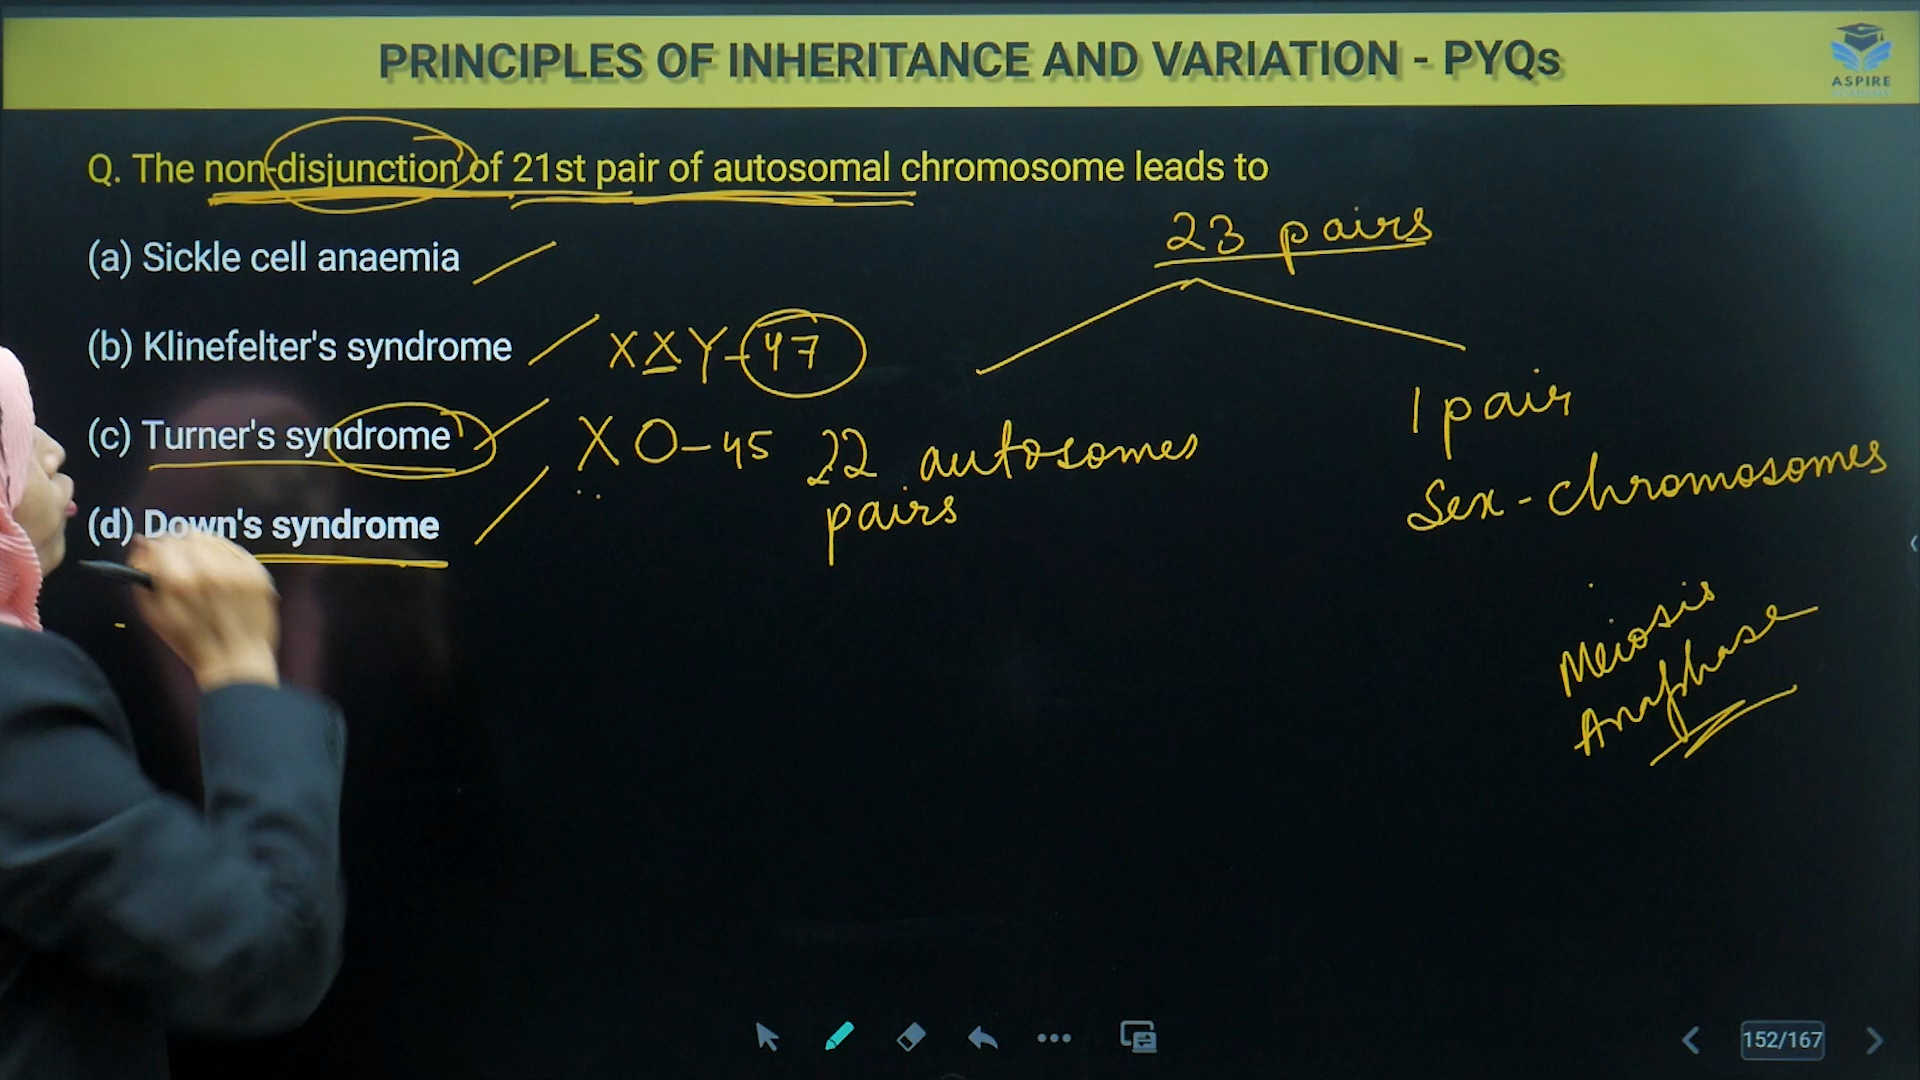 PRINCIPLES OF INHERITANCE AND VARIATION - PYQs
ASPIRE
Q. The non-disjunction of 21st pair of autosomal chromosome leads to
23 pairs
(a) Sickle cell anaemia
(b) Klinefelter's syndrome
XXY-47
(c) Turner's syndrome
XO-45
22 autosomes
pairs
1 pair
Sex-chromosomes
(d) Down's syndrome
Meiosis
Anaphase
152/167